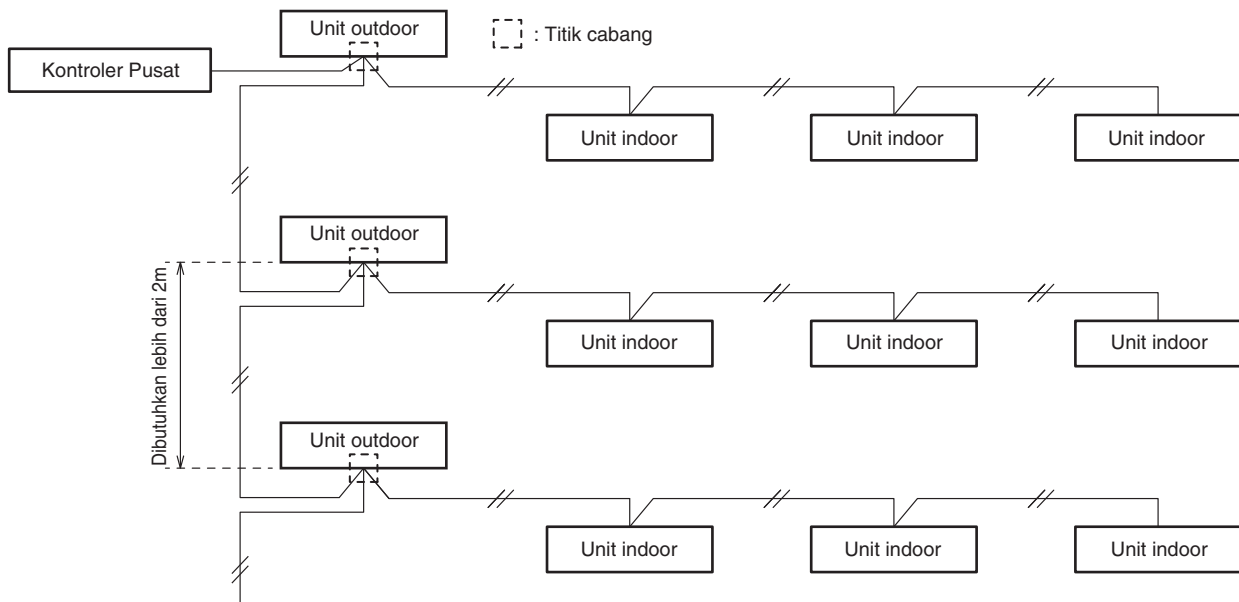 Unit outdoor
: Titik cabang
Kontroler Pusat
Unit indoor
Unit indoor
Unit indoor
Unit outdoor
Dibutuhkan lebih dari 2m
Unit indoor
Unit indoor
Unit indoor
Unit outdoor
Unit indoor
Unit indoor
Unit indoor